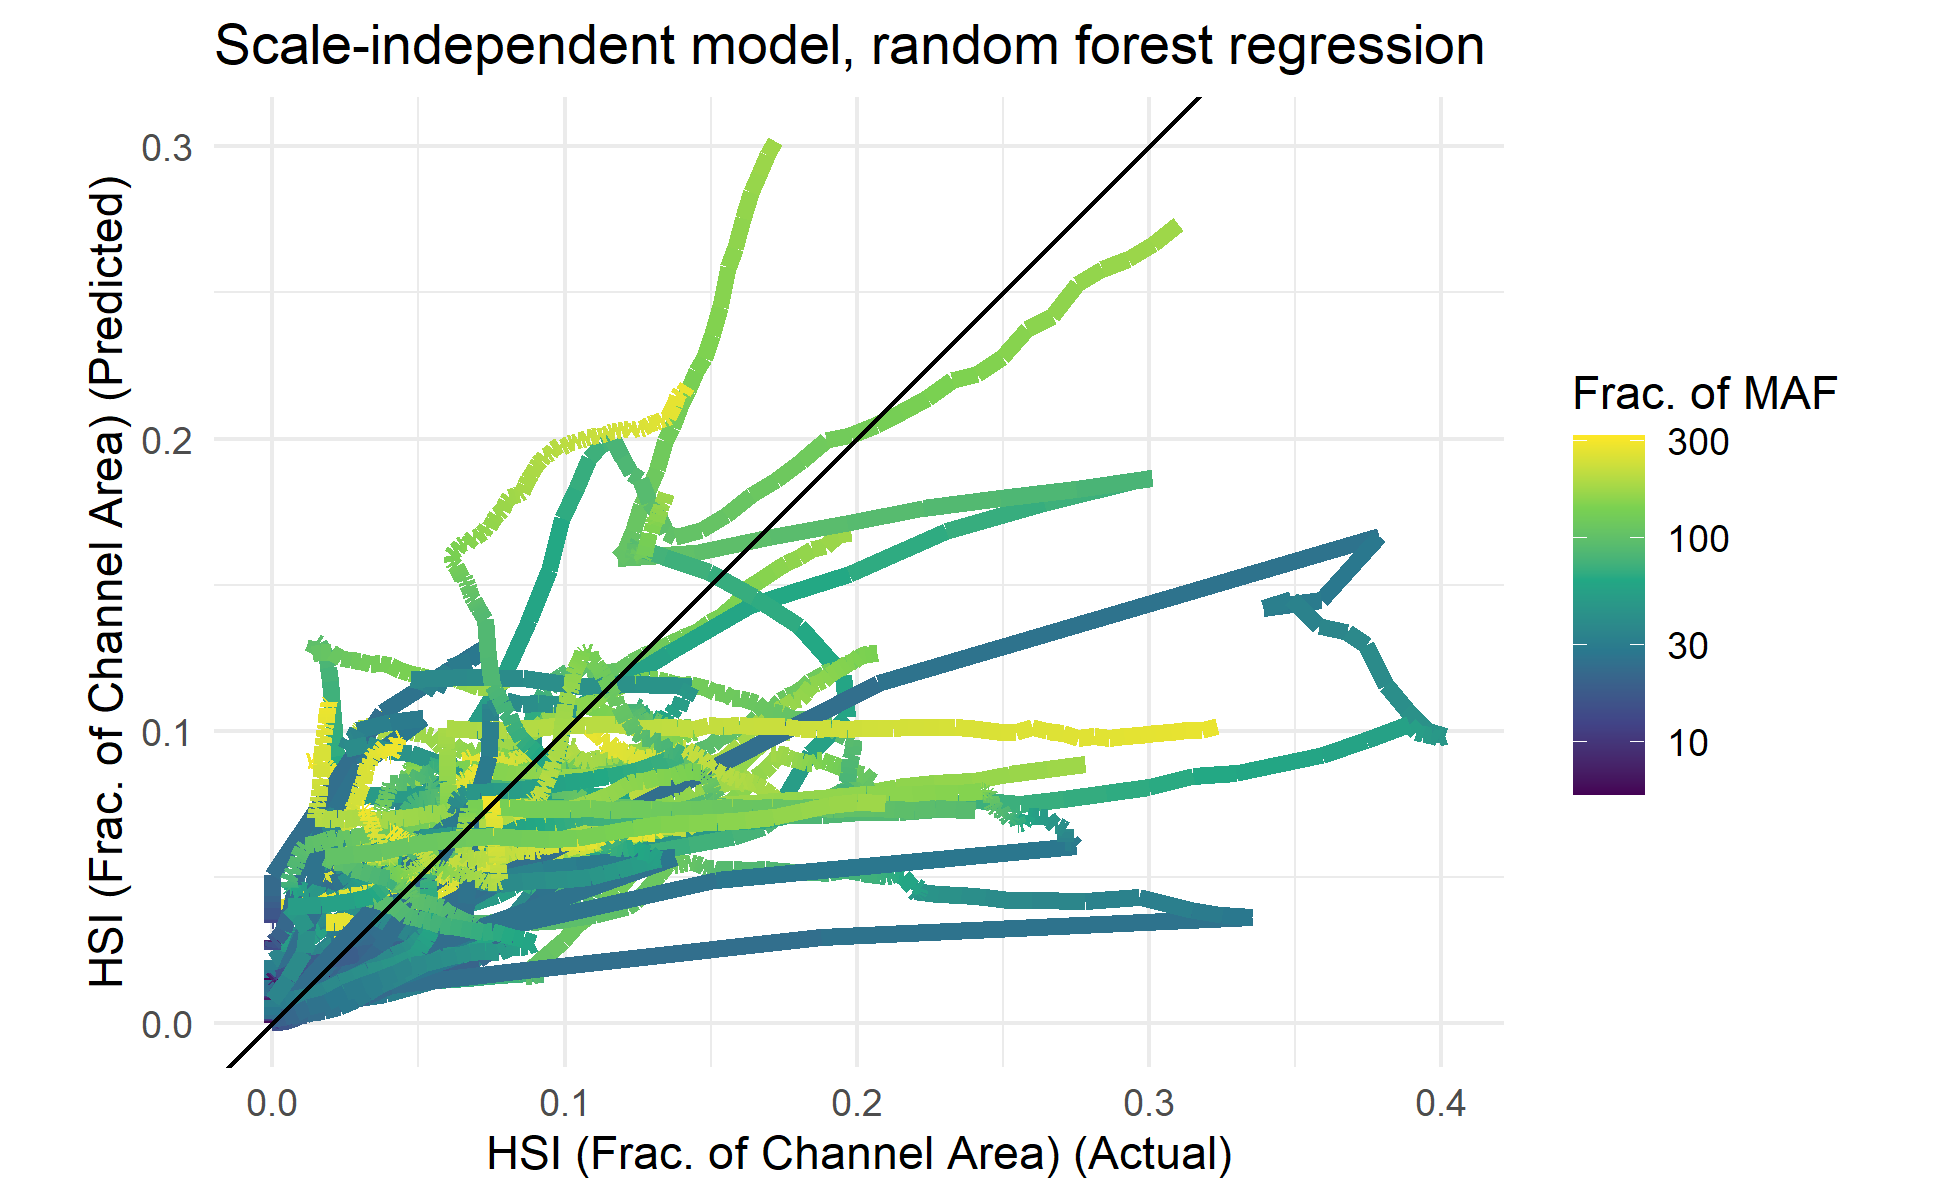 Scale-independent model, random forest regression
HSI (Frac. of Channel Area) (Predicted)
0.3
0.2
0.1
0.0
0.0 0.1 0.2 0.3 0.4
HSI (Frac. of Channel Area) (Actual)
Frac. of MAF
300
100
30
10